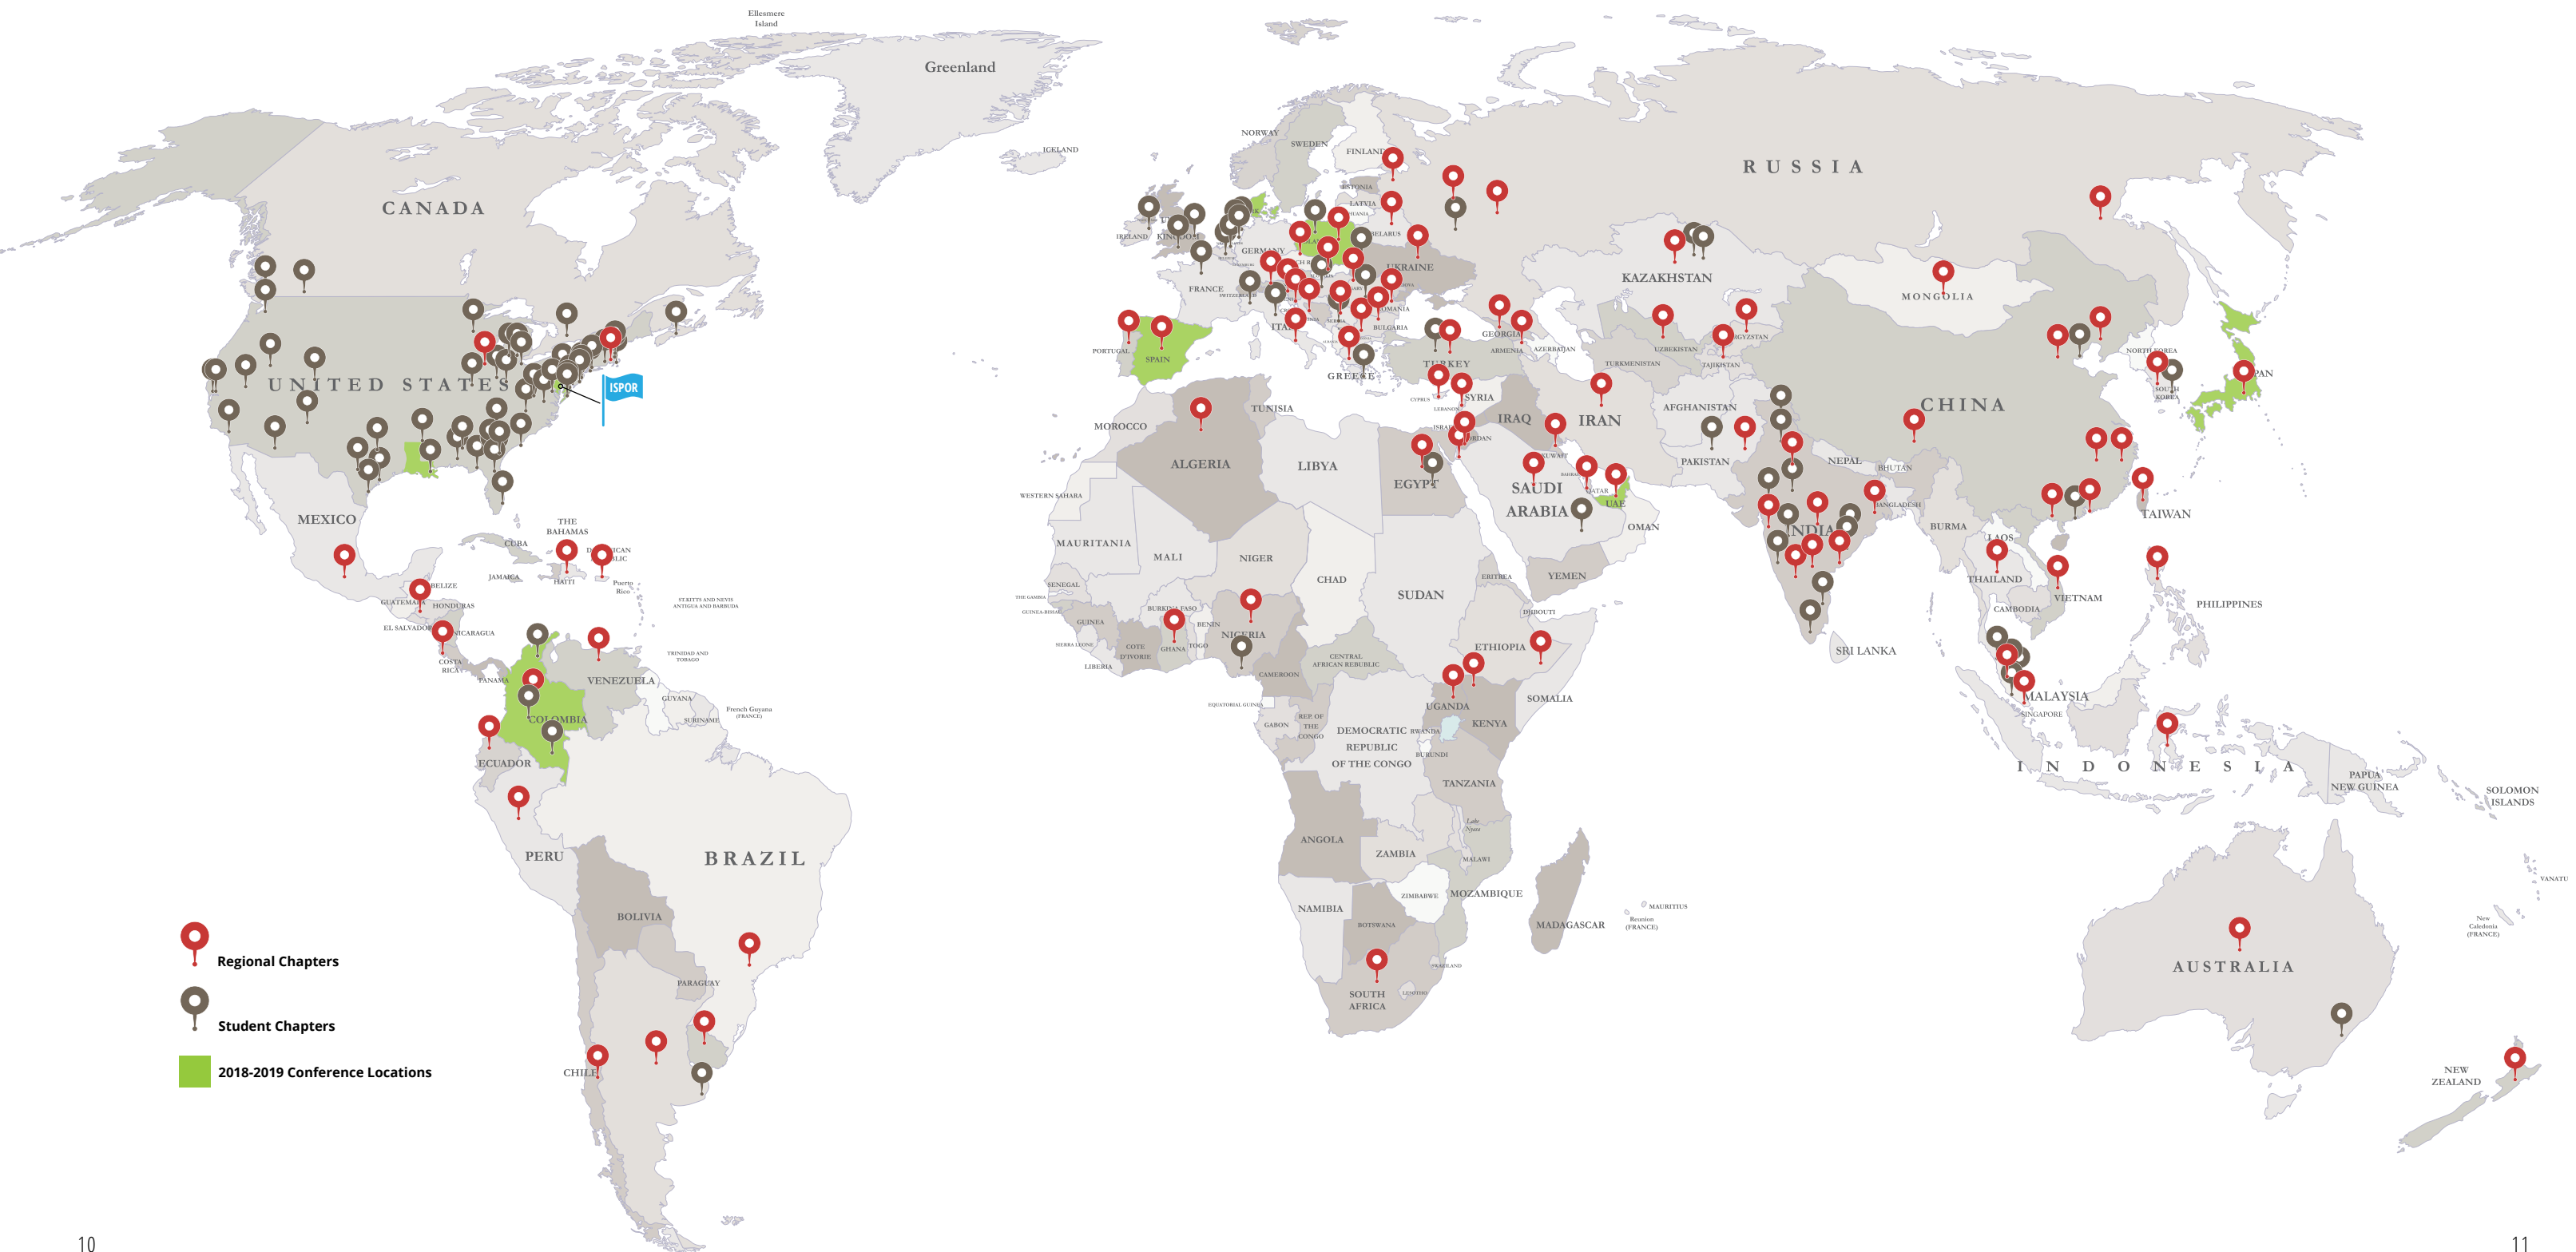 Ellesmere
Island
Greenland
ICELAND
CANADA
UNITED STATES
ISPOR
MEXICO
THE
BAHAMAS
CUBA
JAMAICA
HAITI
Puerto
Rico
BELIZE
GUATEMALA
HONDURAS
EL SALVADOR
NICARAGUA
COSTA
RICA
PANAMA
ST.KITTS AND NEVIS
ANTIGUA AND BARBUDA
TRINIDAD AND
TOBAGO
VENEZUELA
GUYANA
SURINAME
French Guyana
(FRANCE)
COLOMBIA
ECUADOR
PERU
BRAZIL
BOLIVIA
PARAGUAY
CHILE
NORWAY
SWEDEN
FINLAND
ESTONIA
LATVIA
BELARUS
IRELAND
KINGDOM
GERMANY
FRANCE
SWITZERLAND
UKRAINE
BULGARIA
PORTUGAL
SPAIN
GREECE
TURKEY
CYPRUS
LEBANON
SYRIA
GEORGIA
ARMENIA
AZERBAIJAN
RUSSIA
KAZAKHSTAN
UZBEKISTAN
TURKMENISTAN
TAJIKISTAN
MONGOLIA
CHINA
NORTH KOREA
SOUTH
KOREA
TAIWAN
AFGHANISTAN
PAKISTAN
NEPAL
BHUTAN
BANGLADESH
BURMA
LAOS
THAILAND
VIETNAM
CAMBODIA
PHILIPPINES
SRI LANKA
MALAYSIA
SINGAPORE
INDONESIA
PAPUA
NEW GUINEA
SOLOMON
ISLANDS
VANATU
New
Caledonia
(FRANCE)
AUSTRALIA
NEW
ZEALAND
IRAQ
IRAN
KUWAIT
SAUDI
ARABIA
QATAR
UAE
OMAN
YEMEN
MOROCCO
TUNISIA
ALGERIA
LIBYA
EGYPT
WESTERN SAHARA
MAURITANIA
MALI
NIGER
CHAD
SUDAN
ERITREA
DJIBOUTI
SENEGAL
THE GAMBIA
GUINEA-BISSAU
GUINEA
SIERRA LEONE
LIBERIA
COTE
D'IVORIE
BURKINA FASO
GHANA
TOGO
BENIN
NIGERIA
CAMEROON
CENTRAL
AFRICAN RERUBLIC
ETHIOPIA
SOMALIA
EQUATORIAL GUINEA
GABON
REP. OF
THE
CONGO
DEMOCRATIC
REPUBLIC
OF THE CONGO
UGANDA
KENYA
RWANDA
BURUNDI
TANZANIA
ANGOLA
ZAMBIA
Lake
Nyasa
MALAWI
ZIMBABWE
MOZAMBIQUE
NAMIBIA
BOTSWANA
MADAGASCAR
MAURITIUS
Reunion
(FRANCE)
SOUTH
AFRICA
Regional Chapters
Student Chapters
2018-2019 Conference Locations
10
11